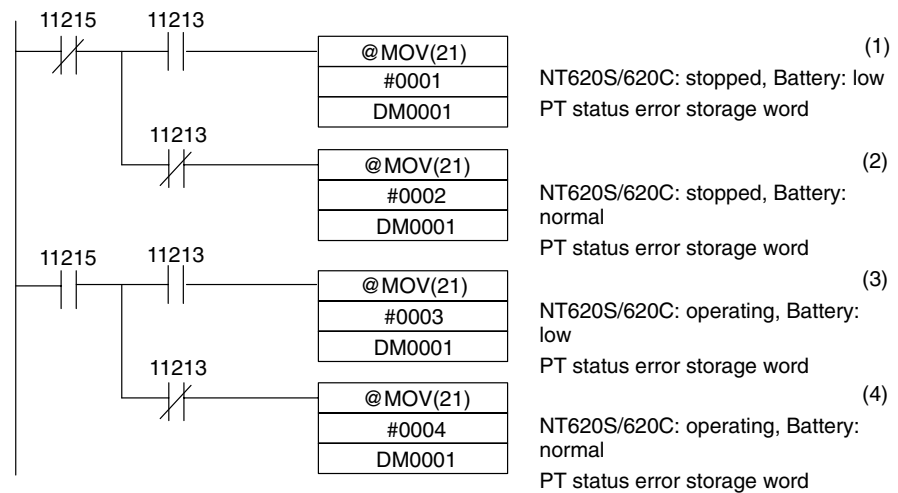 11215 11213
@MOV(21) (1)
#0001 NT620S/620C: stopped, Battery: low
DM0001 PT status error storage word
11213
@MOV(21) (2)
#0002 NT620S/620C: stopped, Battery:
normal
DM0001
PT status error storage word
11215 11213
@MOV(21) (3)
#0003 NT620S/620C: operating, Battery:
low
DM0001
PT status error storage word
11213
@MOV(21) (4)
#0004 NT620S/620C: operating, Battery:
normal
DM0001
PT status error storage word